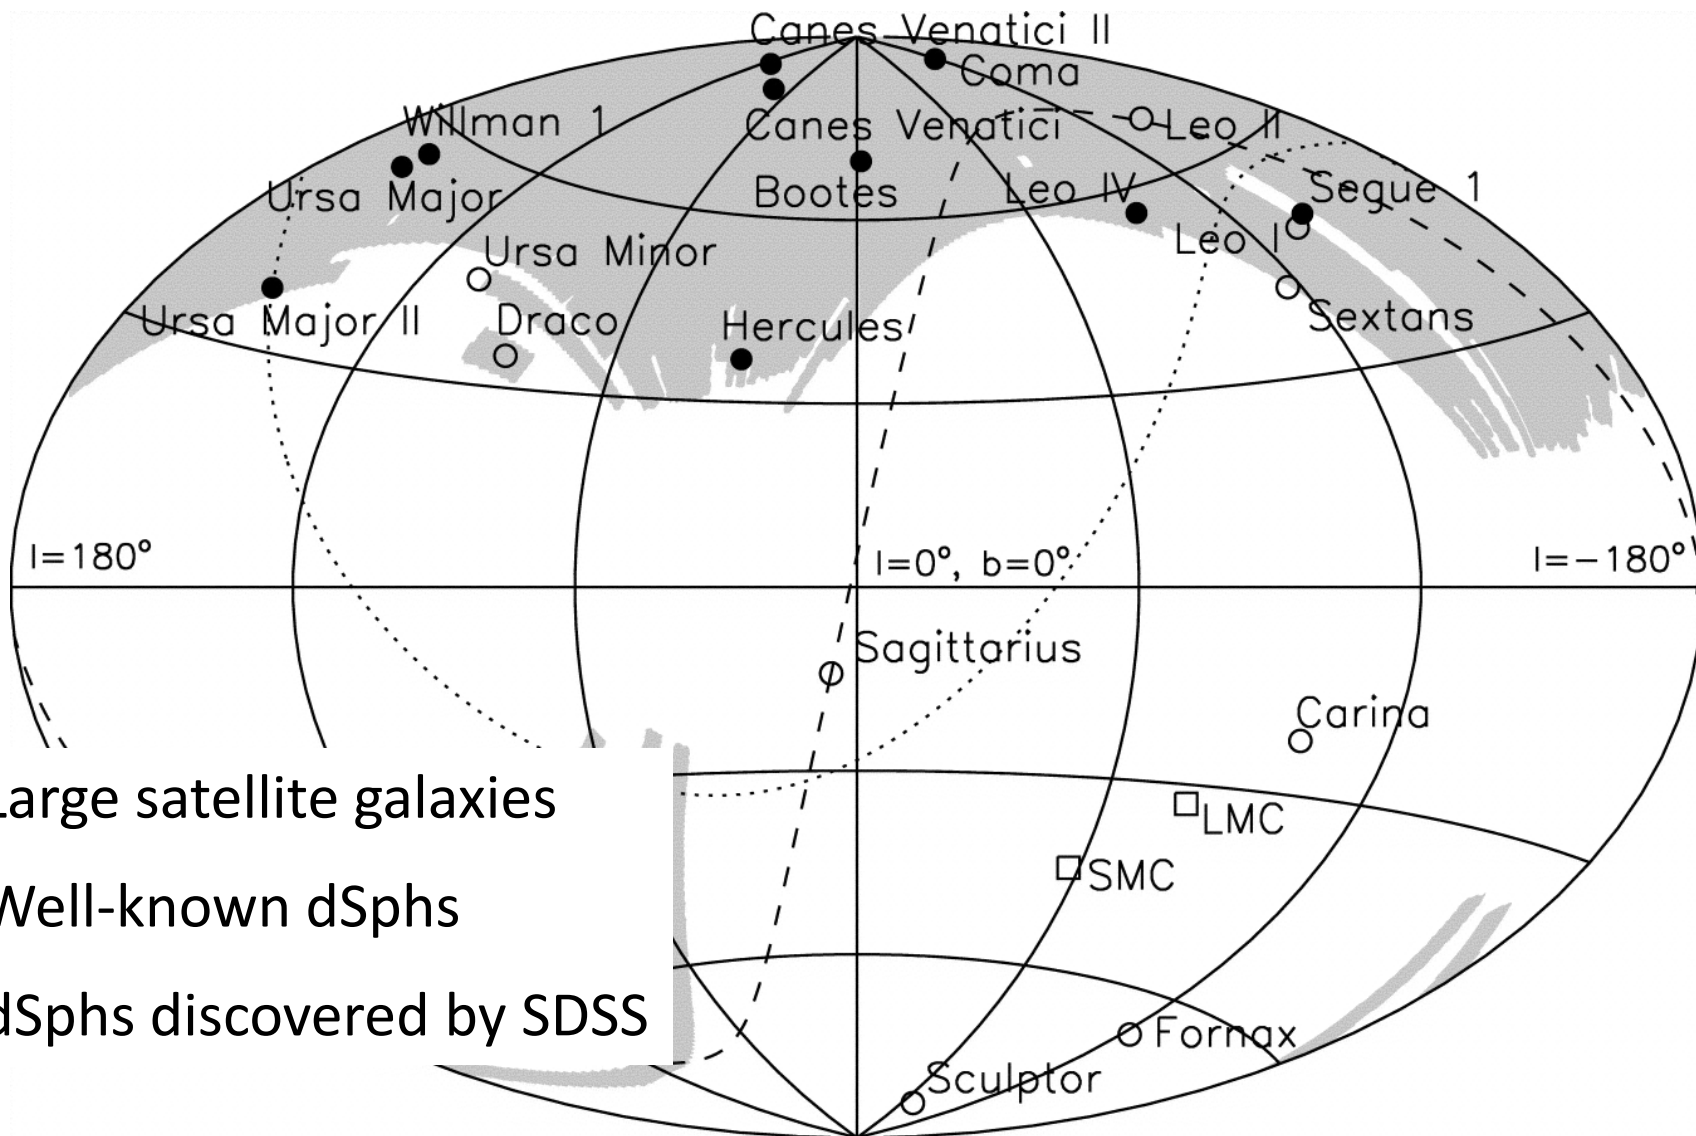 Canes Venatici II
Coma
Willman 1
Canes Venatici
Leo II
Ursa Major
Bootes
Leo IV
Segue 1
Ursa Minor
Leo I
Ursa Major II
Draco
Hercules
Sextans
l=180°
l=0°, b=0°
l=-180°
Sagittarius
Carina
Large satellite galaxies
LMC
SMC
Well-known dSphs
dSphs discovered by SDSS
Fornax
Sculptor